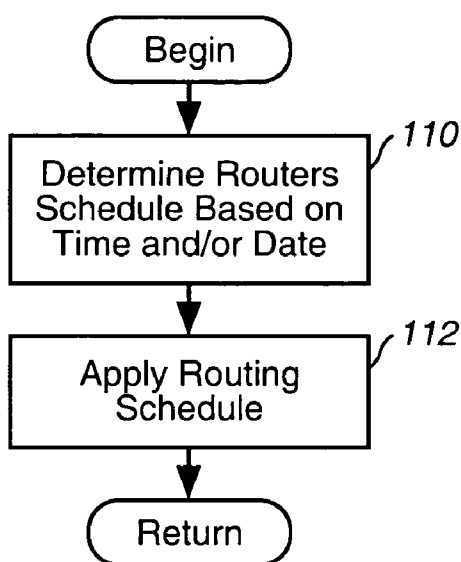 Begin
110
Determine Routers
Schedule Based on
Time and/or Date
112
Apply Routing
Schedule
Return